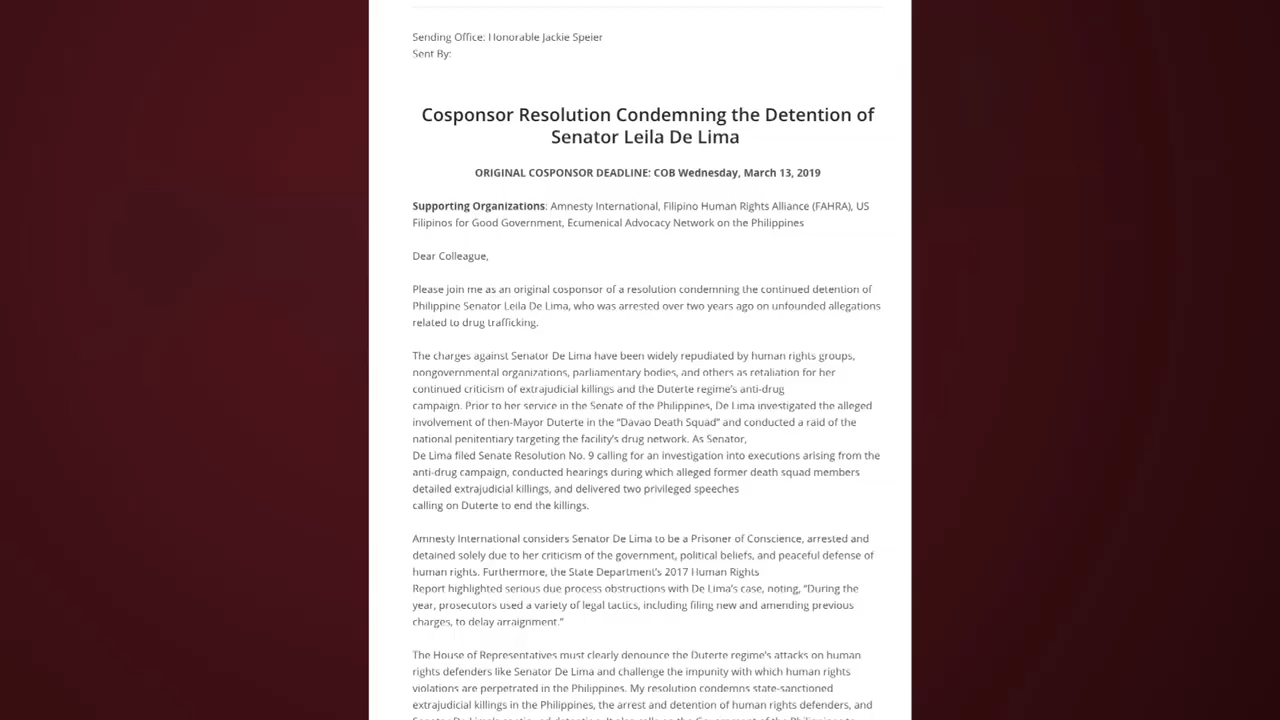 Sending Office: Honorable Jackie Speier
Sent By:
Cosponsor Resolution Condemning the Detention of
Senator Leila De Lima
ORIGINAL COSPONSOR DEADLINE: COB Wednesday, March 13, 2019
Supporting Organizations: Amnesty International, Filipino Human Rights Alliance (FAHRA), US
Filipinos for Good Government, Ecumenical Advocacy Network on the Philippines
Dear Colleague,
Please join me as an original cosponsor of a resolution condemning the continued detention of
Philippine Senator Leila De Lima, who was arrested over two years ago on unfounded allegations
related to drug trafficking.
The charges against Senator De Lima have been widely repudiated by human rights groups,
nongovernmental organizations, parliamentary bodies, and others as retaliation for her
continued criticism of extrajudicial killings and the Duterte regime's anti-drug
campaign. Prior to her service in the Senate of the Philippines, De Lima investigated the alleged
involvement of then-Mayor Duterte in the “Davao Death Squad” and conducted a raid of the
national penitentiary targeting the facility's drug network. As Senator,
De Lima filed Senate Resolution No. 9 calling for an investigation into executions arising from the
anti-drug campaign, conducted hearings during which alleged former death squad members
detailed extrajudicial killings, and delivered two privileged speeches
calling on Duterte to end the killings.
Amnesty International considers Senator De Lima to be a Prisoner of Conscience, arrested and
detained solely due to her criticism of the government, political beliefs, and peaceful defense of
human rights. Furthermore, the State Department's 2017 Human Rights
Report highlighted serious due process obstructions with De Lima's case, noting, “During the
year, prosecutors used a variety of legal tactics, including filing new and amending previous
charges, to delay arraignment.”
The House of Representatives must clearly denounce the Duterte regime's attacks on human
rights defenders like Senator De Lima and challenge the impunity with which human rights
violations are perpetrated in the Philippines. My resolution condemns state-sanctioned
extrajudicial killings in the Philippines, the arrest and detention of human rights defenders, and